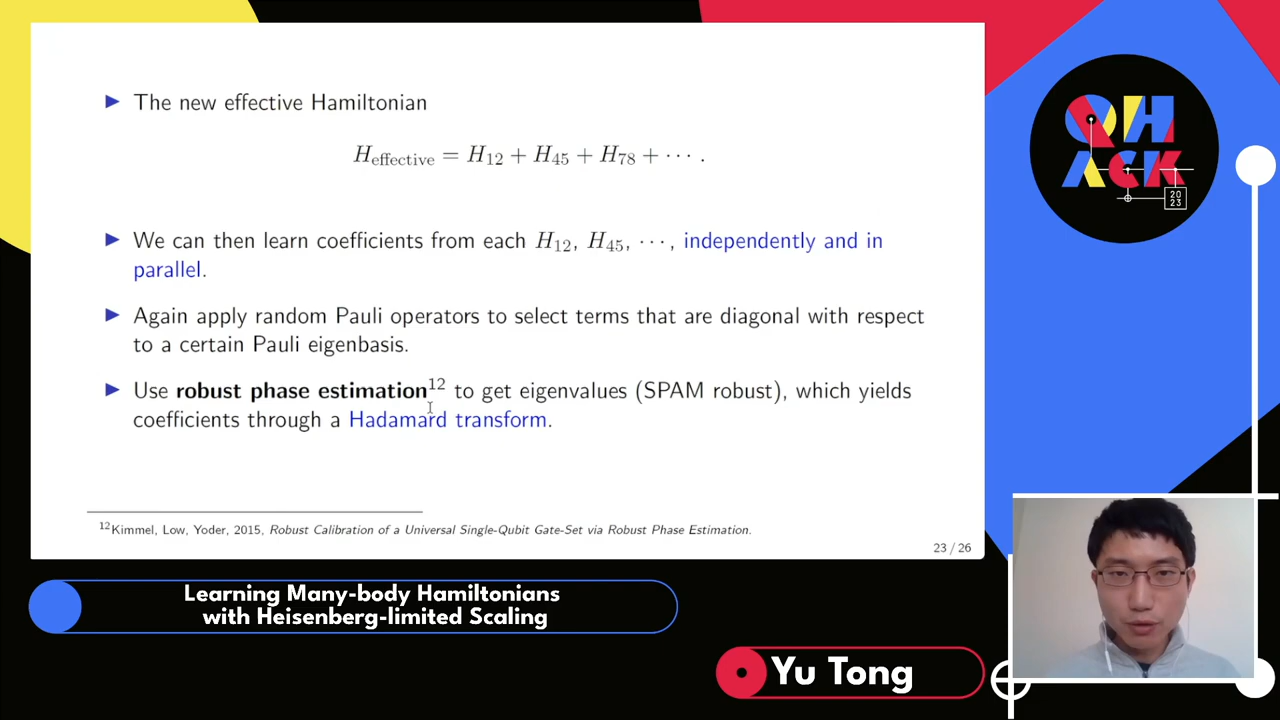 ▶ The new effective Hamiltonian
H_effective = H_12 + H_45 + H_78 + ⋯ .
▶ We can then learn coefficients from each H_12, H_45, ⋯, independently and in
parallel.
▶ Again apply random Pauli operators to select terms that are diagonal with respect
to a certain Pauli eigenbasis.
▶ Use robust phase estimation^12 to get eigenvalues (SPAM robust), which yields
coefficients through a Hadamard transform.
^12Kimmel, Low, Yoder, 2015, Robust Calibration of a Universal Single-Qubit Gate-Set via Robust Phase Estimation.
23 / 26
QH
ACK
20
23
Learning Many-body Hamiltonians
with Heisenberg-limited Scaling
Yu Tong